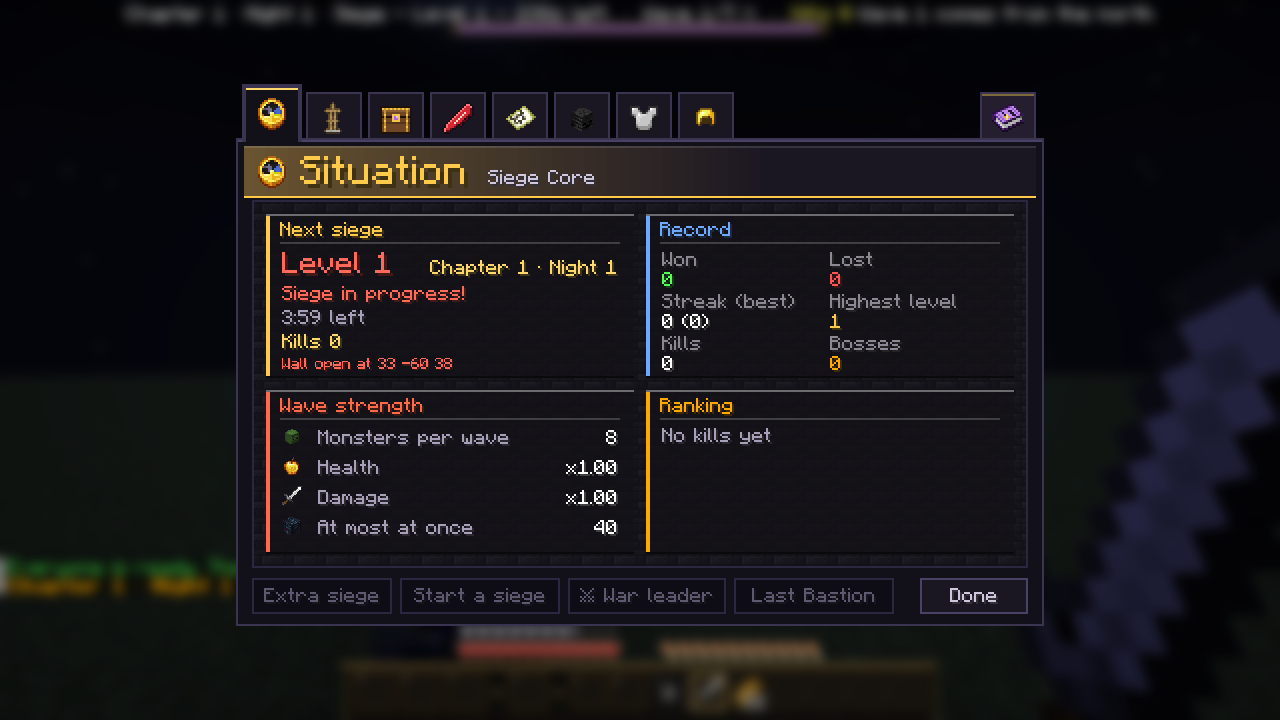 Situation
Siege Core
Next siege
Level 1
Chapter 1 · Night 1
Siege in progress!
3:59 left
Kills 0
Wall open at 33 -60 38
Record
Won
Lost
0
0
Streak (best)
Highest level
0 (0)
1
Kills
Bosses
0
0
Wave strength
Monsters per wave 8
Health x1.00
Damage x1.00
At most at once 40
Ranking
No kills yet
Extra siege
Start a siege
⚔ War leader
Last Bastion
Done